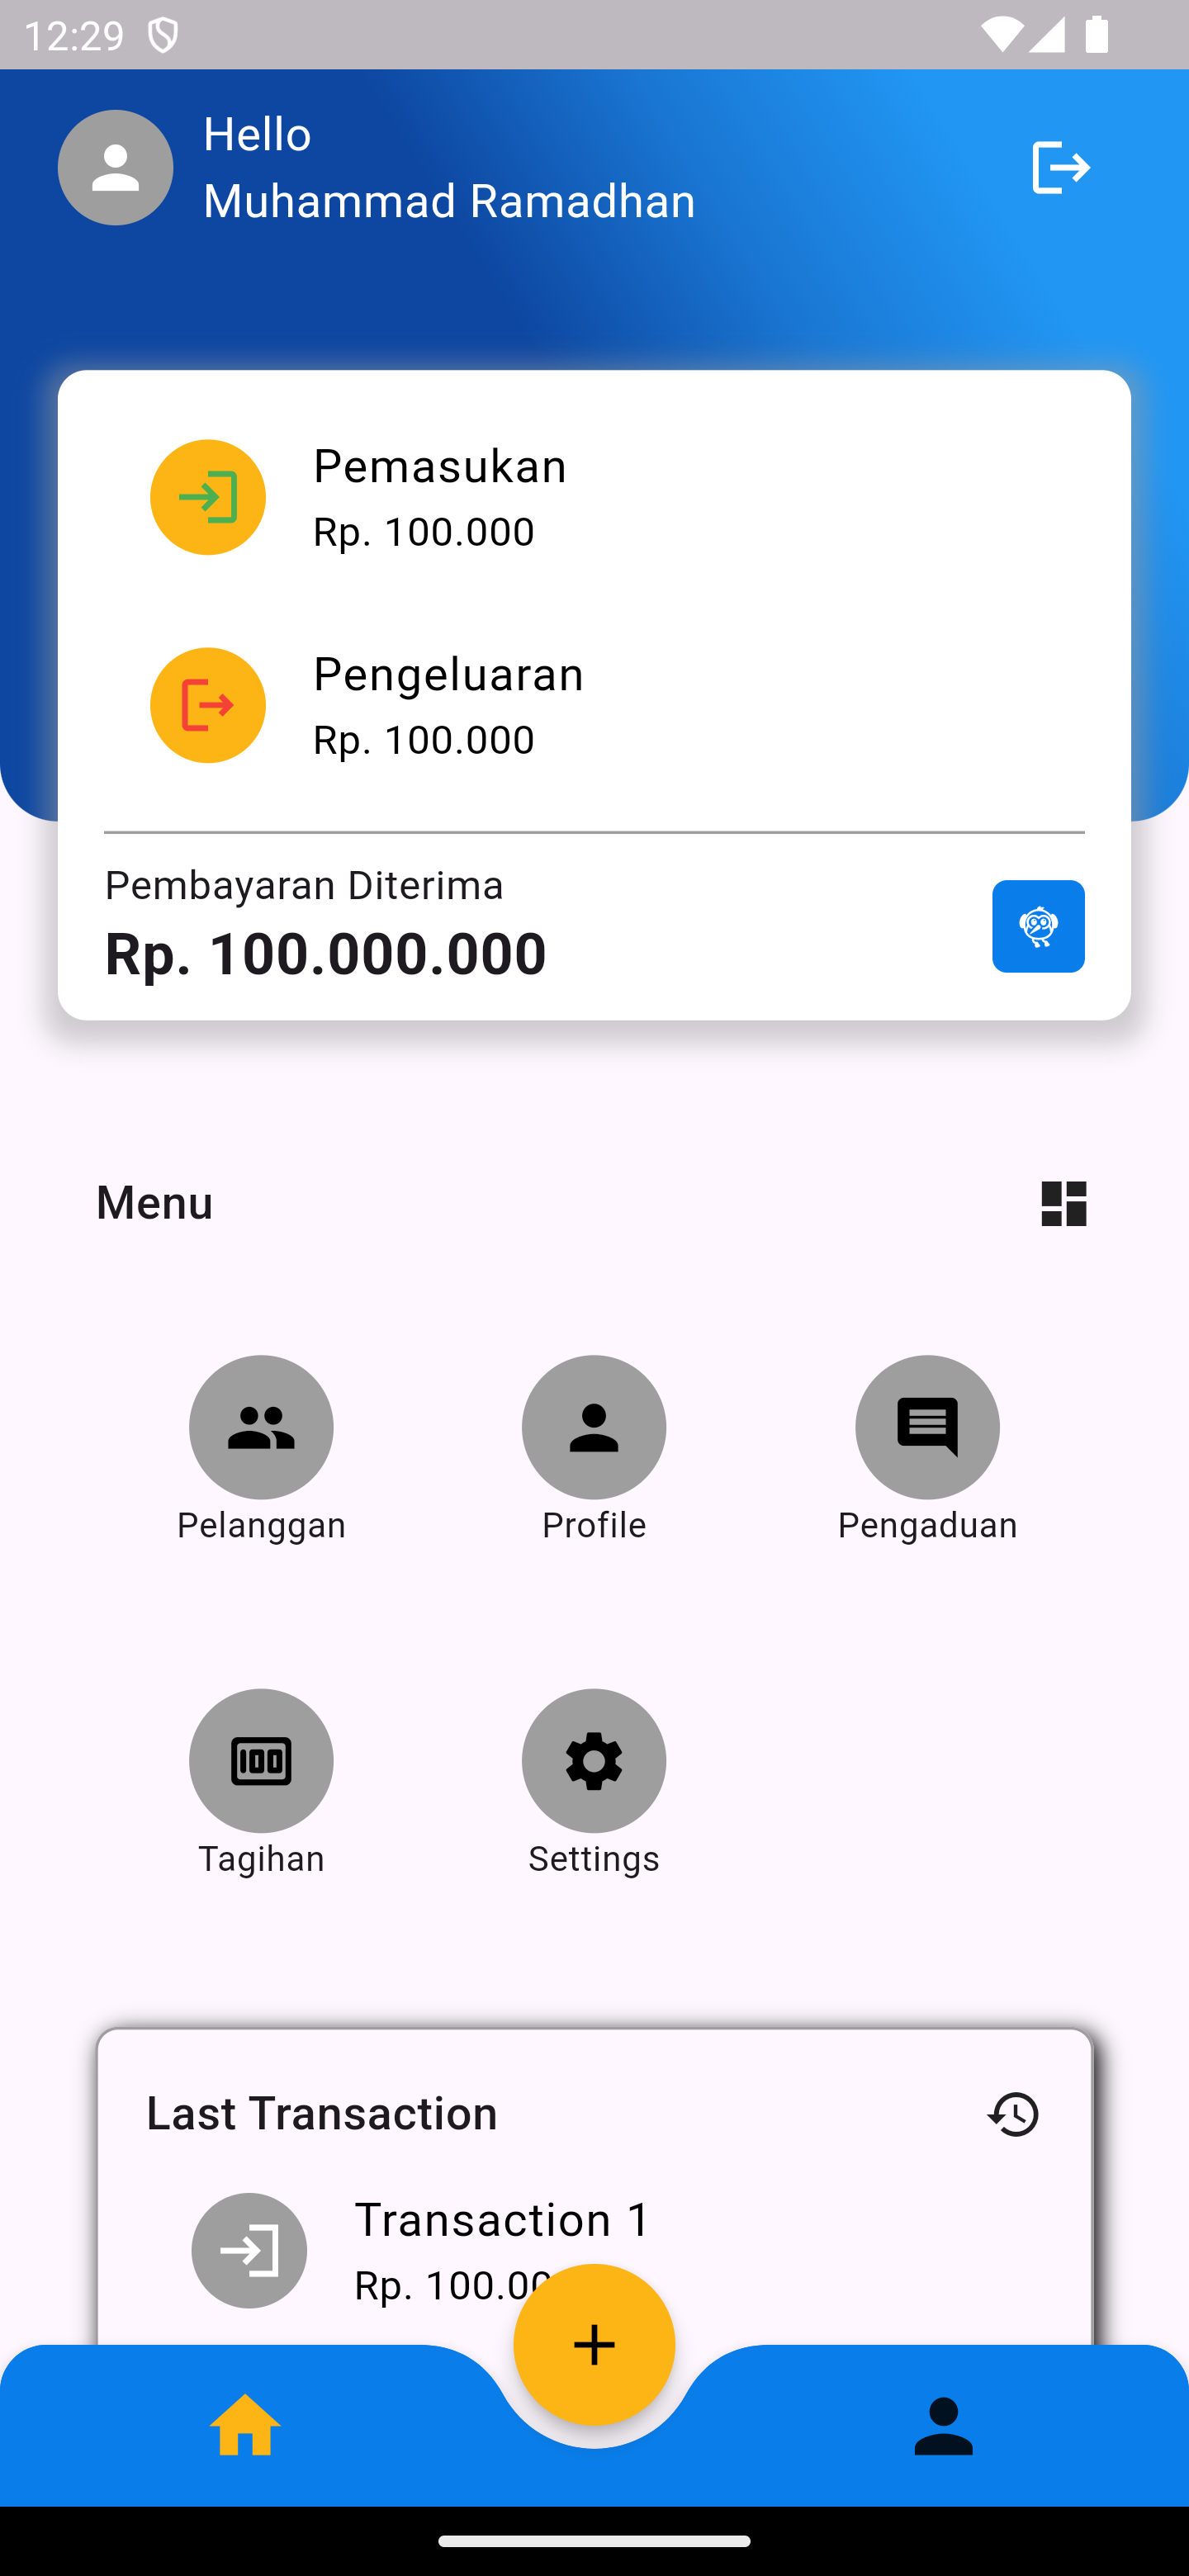 12:29
Hello
Muhammad Ramadhan
Pemasukan
Rp. 100.000
Pengeluaran
Rp. 100.000
Pembayaran Diterima
Rp. 100.000.000
Menu
Pelanggan
Profile
Pengaduan
Tagihan
Settings
Last Transaction
Transaction 1
Rp. 100.00